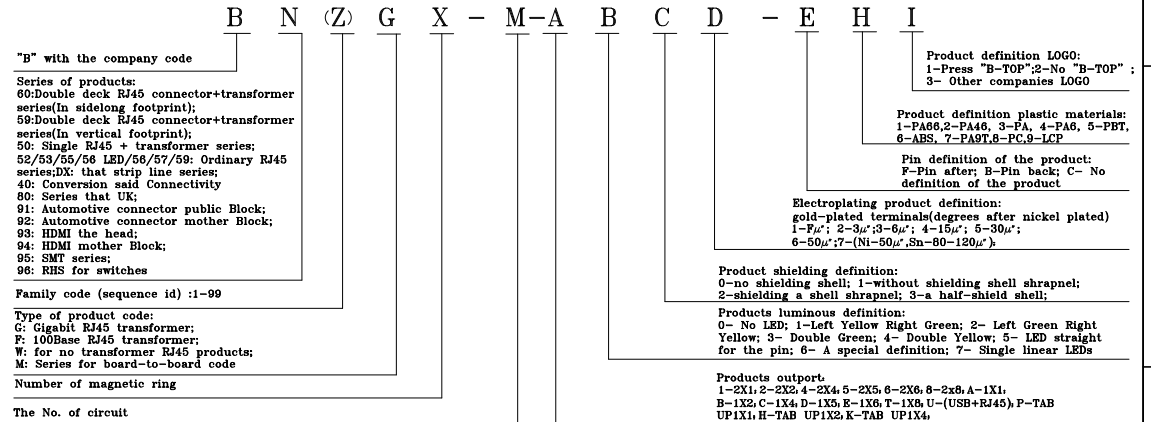 B N (Z) G X - M-A B C D - E H I
"B" with the company code
Series of products:
60:Double deck RJ45 connector+transformer
series(In sidelong footprint);
59:Double deck RJ45 connector+transformer
series(In vertical footprint);
50: Single RJ45 + transformer series;
52/53/55/56 LED/56/57/59: Ordinary RJ45
series;DX: that strip line series;
40: Conversion said Connectivity
80: Series that UK;
91: Automotive connector public Block;
92: Automotive connector mother Block;
93: HDMI the head;
94: HDMI mother Block;
95: SMT series;
96: RHS for switches
Family code (sequence id) :1-99
Type of product code:
G: Gigabit RJ45 transformer;
F: 100Base RJ45 transformer;
W: for no transformer RJ45 products;
M: Series for board-to-board code
Number of magnetic ring
The No. of circuit
Product definition LOGO:
1-Press "B-TOP";2-No "B-TOP" ;
3- Other companies LOGO
Product definition plastic materials:
1-PA66,2-PA46, 3-PA, 4-PA6, 5-PBT,
6-ABS, 7-PA9T,8-PC,9-LCP
Pin definition of the product:
F-Pin after; B-Pin back; C- No
definition of the product
Electroplating product definition:
gold-plated terminals(degrees after nickel plated)
1-Fμ"; 2-3μ";3-6μ"; 4-15μ"; 5-30μ";
6-50μ";7-(Ni-50μ",Sn-80-120μ");
Product shielding definition:
0-no shielding shell; 1-without shielding shell shrapnel;
2-shielding a shell shrapnel; 3-a half-shield shell;
Products luminous definition:
0- No LED; 1-Left Yellow Right Green; 2- Left Green Right
Yellow; 3- Double Green; 4- Double Yellow; 5- LED straight
for the pin; 6- A special definition; 7- Single linear LEDs
Products outport:
1-2X1; 2-2X2; 4-2X4; 5-2X5; 6-2X6; 8-2x8; A-1X1;
B-1X2; C-1X4; D-1X5; E-1X6; T-1X8; U-(USB+RJ45); P-TAB
UP1X1; H-TAB UP1X2; K-TAB UP1X4;